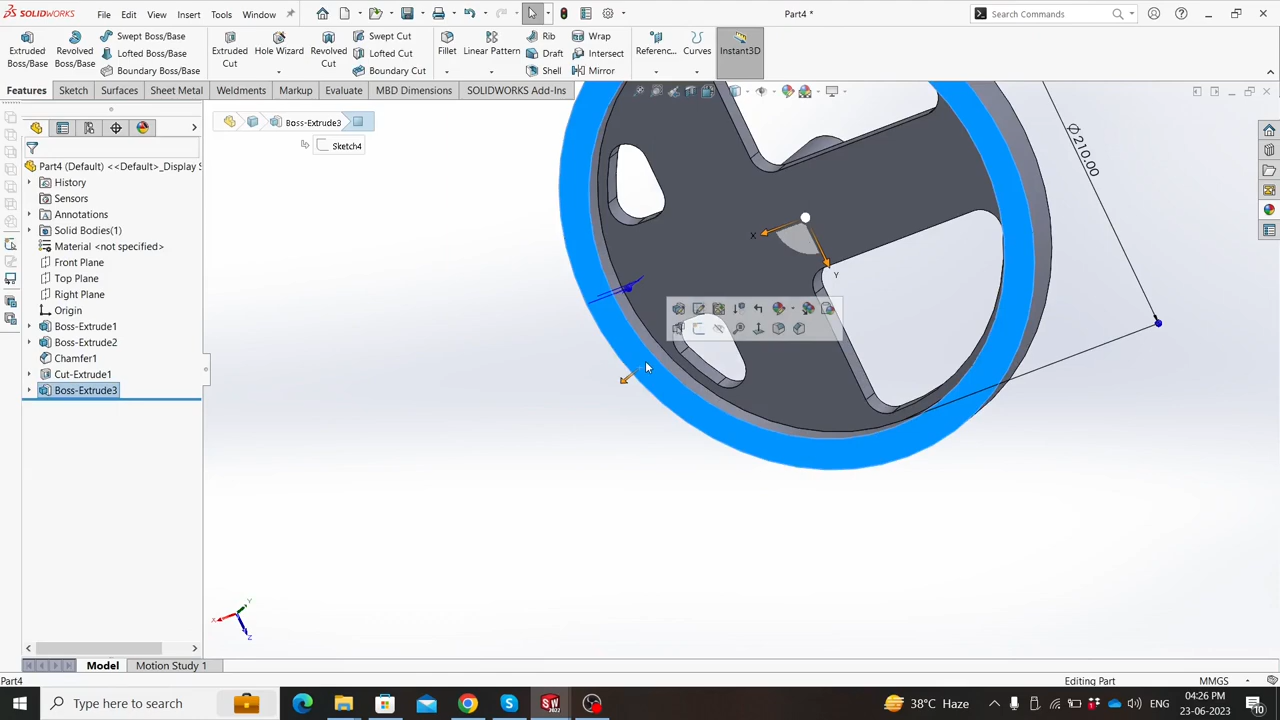 SOLIDWORKS File Edit View Insert Tools Window Part4 * Search Commands
Extruded Boss/Base
Revolved Boss/Base
Swept Boss/Base
Lofted Boss/Base
Boundary Boss/Base
Extruded Cut
Hole Wizard
Revolved Cut
Swept Cut
Lofted Cut
Boundary Cut
Fillet
Linear Pattern
Rib
Draft
Shell
Wrap
Intersect
Mirror
Referenc...
Curves
Instant3D
Features Sketch Surfaces Sheet Metal Weldments Markup Evaluate MBD Dimensions SOLIDWORKS Add-Ins
Boss-Extrude3
Sketch4
Part4 (Default) <<Default>_Display S
History
Sensors
Annotations
Solid Bodies(1)
Material <not specified>
Front Plane
Top Plane
Right Plane
Origin
Boss-Extrude1
Boss-Extrude2
Chamfer1
Cut-Extrude1
Boss-Extrude3
Ø210.00
X
Y
Y
X
Z
Model Motion Study 1
Part4 Editing Part MMGS
Type here to search
38°C Haze
ENG
04:26 PM
23-06-2023